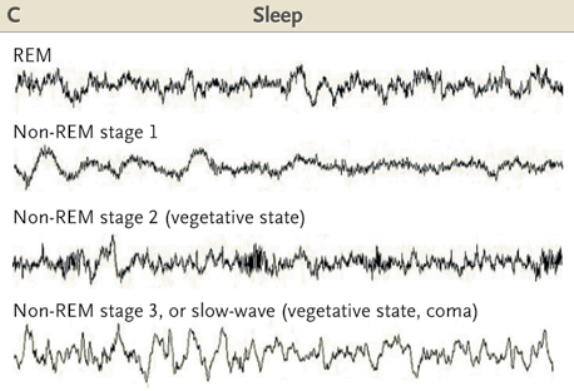 C Sleep
REM
Non-REM stage 1
Non-REM stage 2 (vegetative state)
Non-REM stage 3, or slow-wave (vegetative state, coma)